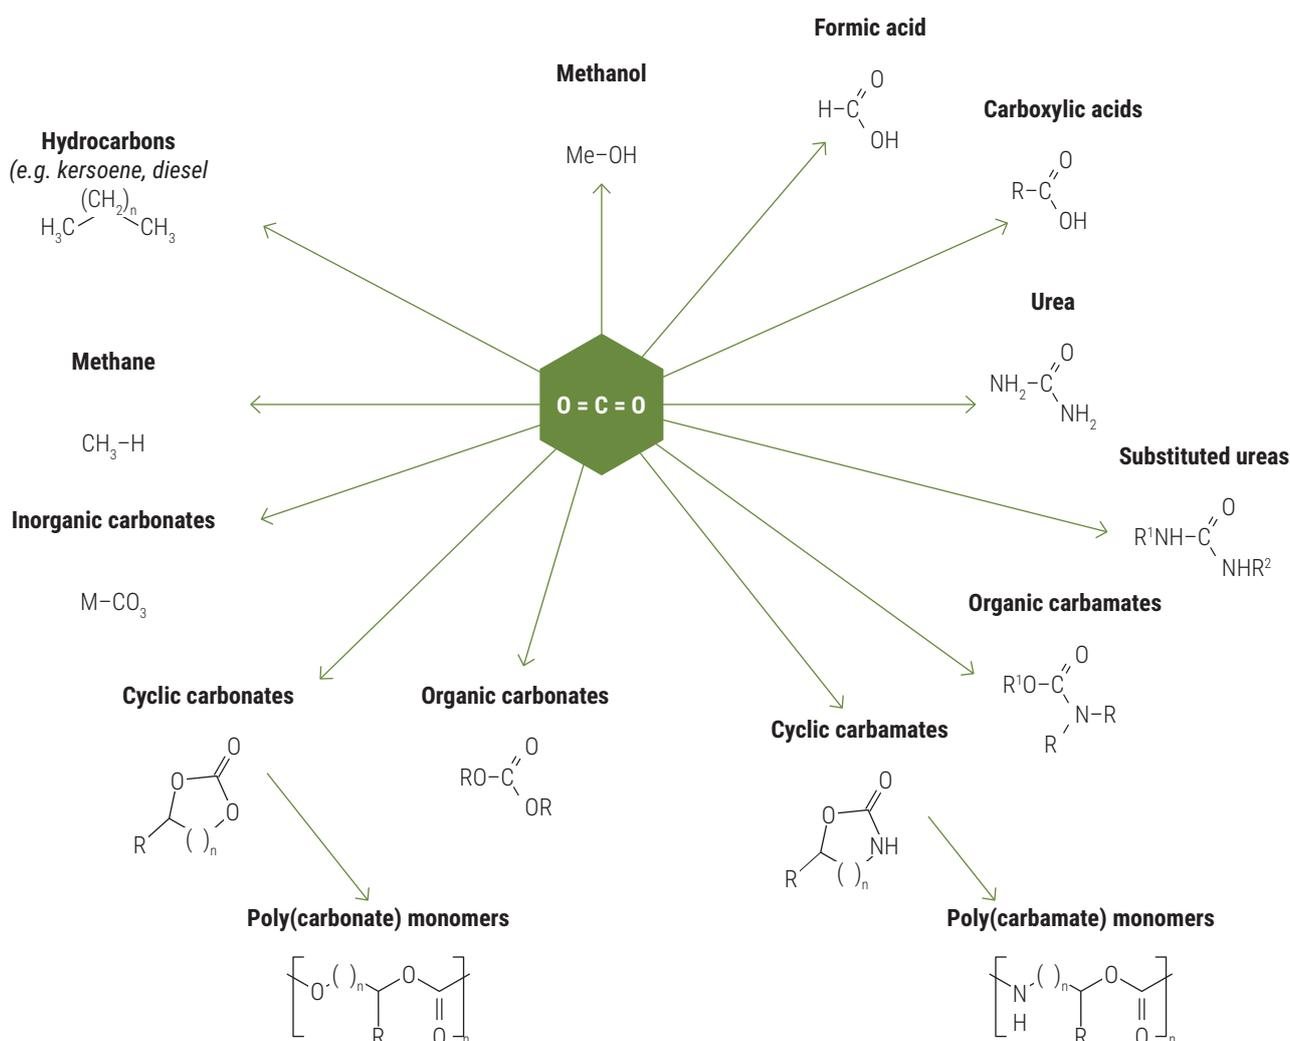 Formic acid
O
H–C
OH
Methanol
Me–OH
Carboxylic acids
O
R–C
OH
Hydrocarbons
(e.g. kersoene, diesel
(CH₂)ₙ
H₃C
CH₃
Urea
O
NH₂–C
NH₂
Methane
CH₃–H
O = C = O
Substituted ureas
O
R¹NH–C
NHR²
Inorganic carbonates
M–CO₃
Organic carbamates
O
R¹O–C
N–R
R
Cyclic carbonates
O
O
O
R
( )ₙ
Organic carbonates
O
RO–C
OR
Cyclic carbamates
O
O
NH
R
( )ₙ
Poly(carbonate) monomers
O
( )ₙ
O
R
O
n
Poly(carbamate) monomers
N
H
( )ₙ
O
R
O
n